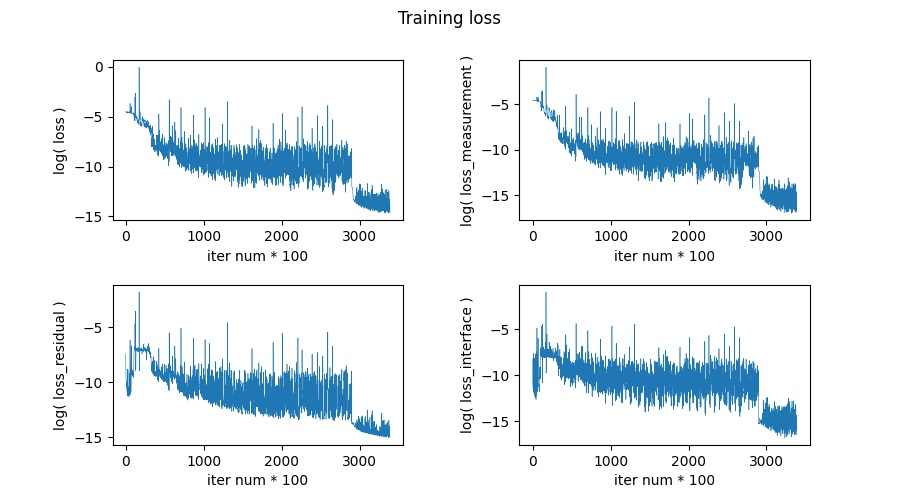 Training loss
log( loss )
0
−5
−10
−15
0 1000 2000 3000
iter num * 100
log( loss_measurement )
−5
−10
−15
0 1000 2000 3000
iter num * 100
log( loss_residual )
−5
−10
−15
0 1000 2000 3000
iter num * 100
log( loss_interface )
−5
−10
−15
0 1000 2000 3000
iter num * 100